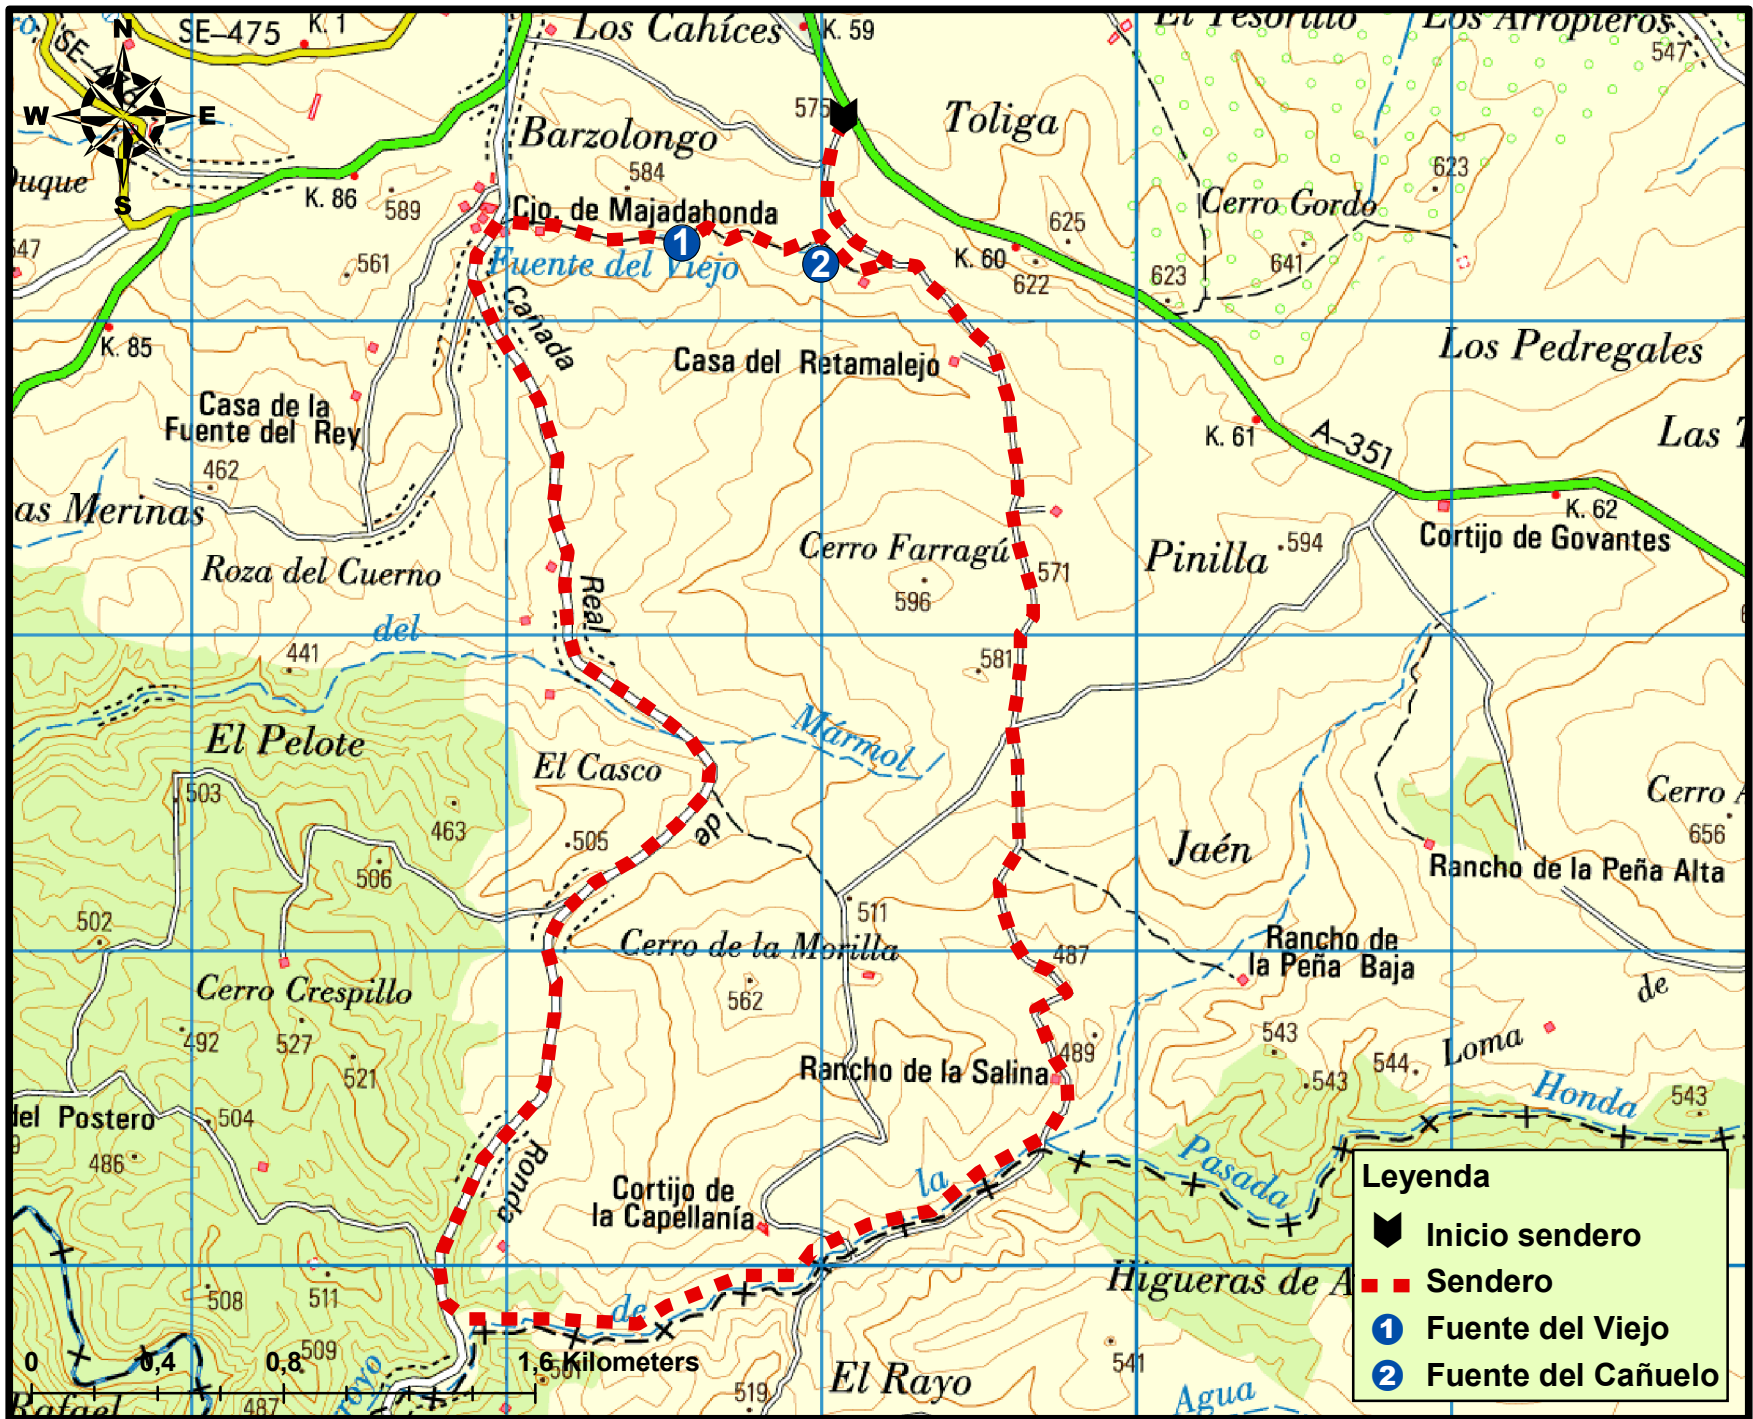 SE-475
K. 1
Los Cahíces
K. 59
El Tesorillo
Los Arropieros
547
N
W
E
S
575
Toliga
Barzolongo
584
623
Duque
K. 86
589
Cjo. de Majadahonda
Cerro Gordo
625
547
561
1
Fuente del Viejo
2
K. 60
622
623
641
K. 85
Cañada
Casa del Retamalejo
Los Pedregales
Casa de la
Fuente del Rey
K. 61
A-351
Las
462
as Merinas
K. 62
Cortijo de Govantes
Cerro Farragú
Pinilla
594
Roza del Cuerno
571
596
Real
del
441
581
El Pelote
Mármol
El Casco
503
463
505
de
Cerro
656
Jaén
506
Rancho de la Peña Alta
502
511
Cerro de la Morilla
487
Rancho de
la Peña Baja
Cerro Crespillo
562
de
492
527
521
489
543
544
543
Loma
Rancho de la Salina
Honda
543
del Postero
504
486
Ronda
Pasada
la
Cortijo de
la Capellanía
Higueras de A
508
511
de
509
541
501
519
El Rayo
Agua
Rafael
487
royo
0
0,4
0,8
1,6 Kilometers
Leyenda
Inicio sendero
Sendero
1 Fuente del Viejo
2 Fuente del Cañuelo